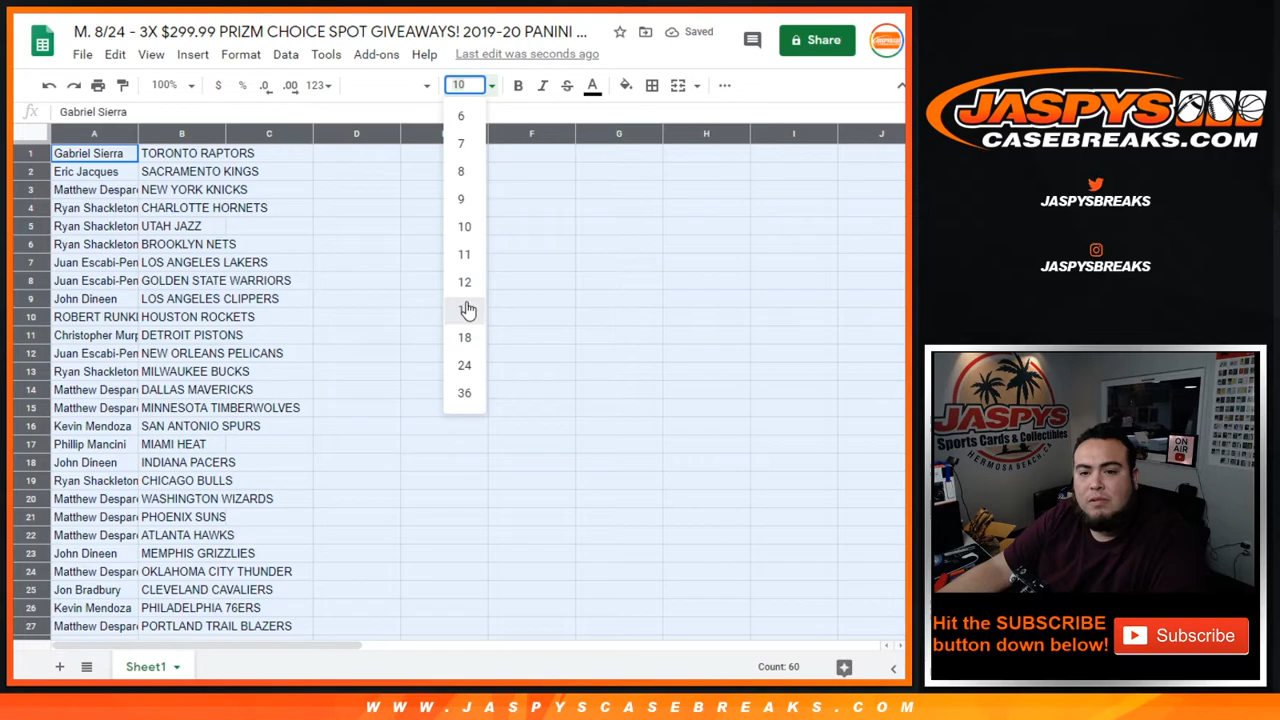 M. 8/24 - 3X $299.99 PRIZM CHOICE SPOT GIVEAWAYS! 2019-20 PANINI ...
Saved
Share
File Edit View Insert Format Data Tools Add-ons Help Last edit was seconds ago
100% $ % .0 .00 123 10 B I S A ...
fx Gabriel Sierra
A B C D F G H I J
1 Gabriel Sierra TORONTO RAPTORS
2 Eric Jacques SACRAMENTO KINGS
3 Matthew Despare NEW YORK KNICKS
4 Ryan Shackleton CHARLOTTE HORNETS
5 Ryan Shackleton UTAH JAZZ
6 Ryan Shackleton BROOKLYN NETS
7 Juan Escabi-Pen LOS ANGELES LAKERS
8 Juan Escabi-Pen GOLDEN STATE WARRIORS
9 John Dineen LOS ANGELES CLIPPERS
10 ROBERT RUNKI HOUSTON ROCKETS
11 Christopher Murp DETROIT PISTONS
12 Juan Escabi-Pen NEW ORLEANS PELICANS
13 Ryan Shackleton MILWAUKEE BUCKS
14 Matthew Despare DALLAS MAVERICKS
15 Matthew Despare MINNESOTA TIMBERWOLVES
16 Kevin Mendoza SAN ANTONIO SPURS
17 Phillip Mancini MIAMI HEAT
18 John Dineen INDIANA PACERS
19 Ryan Shackleton CHICAGO BULLS
20 Matthew Despare WASHINGTON WIZARDS
21 Matthew Despare PHOENIX SUNS
22 Matthew Despare ATLANTA HAWKS
23 John Dineen MEMPHIS GRIZZLIES
24 Matthew Despare OKLAHOMA CITY THUNDER
25 Jon Bradbury CLEVELAND CAVALIERS
26 Kevin Mendoza PHILADELPHIA 76ERS
27 Matthew Despare PORTLAND TRAIL BLAZERS
6
7
8
9
10
11
12
18
24
36
Sheet1
Count: 60
JASPYS
CASEBREAKS.COM
JASPYSBREAKS
JASPYSBREAKS
JASPYS
Sports Cards & Collectibles
HERMOSA BEACH, CA
ON
AIR
Hit the SUBSCRIBE
button down below!
Subscribe
WWW.JASPYSCASEBREAKS.COM